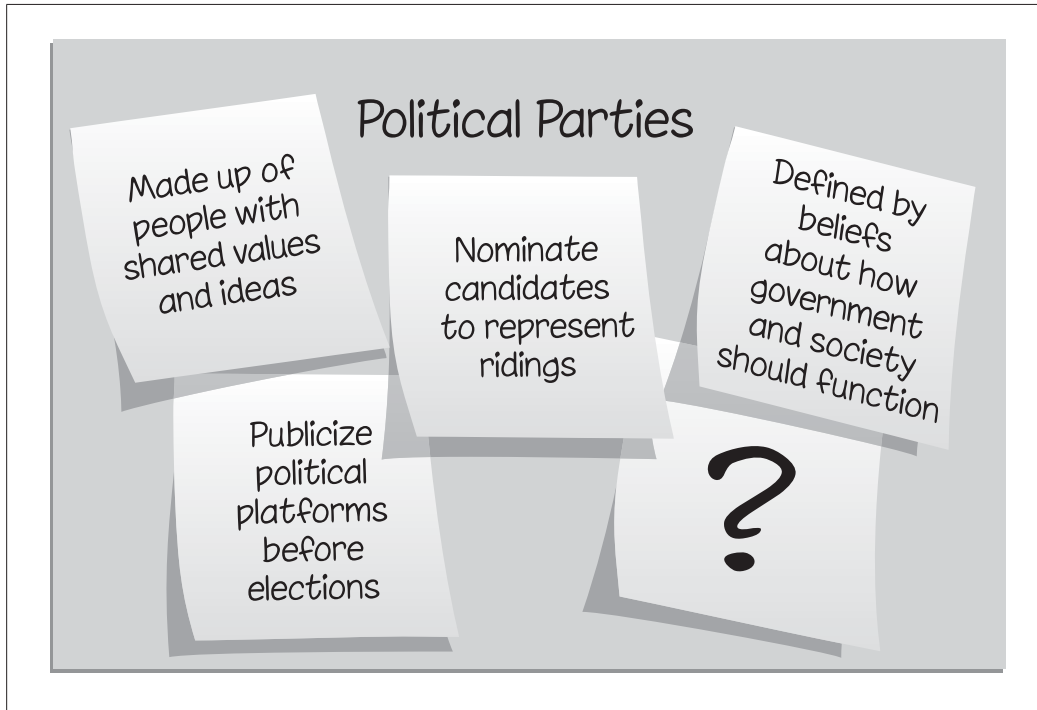 Political Parties
Made up of
people with
shared values
and ideas
Nominate
candidates
to represent
ridings
Defined by
beliefs
about how
government
and society
should function
Publicize
political
platforms
before
elections
?